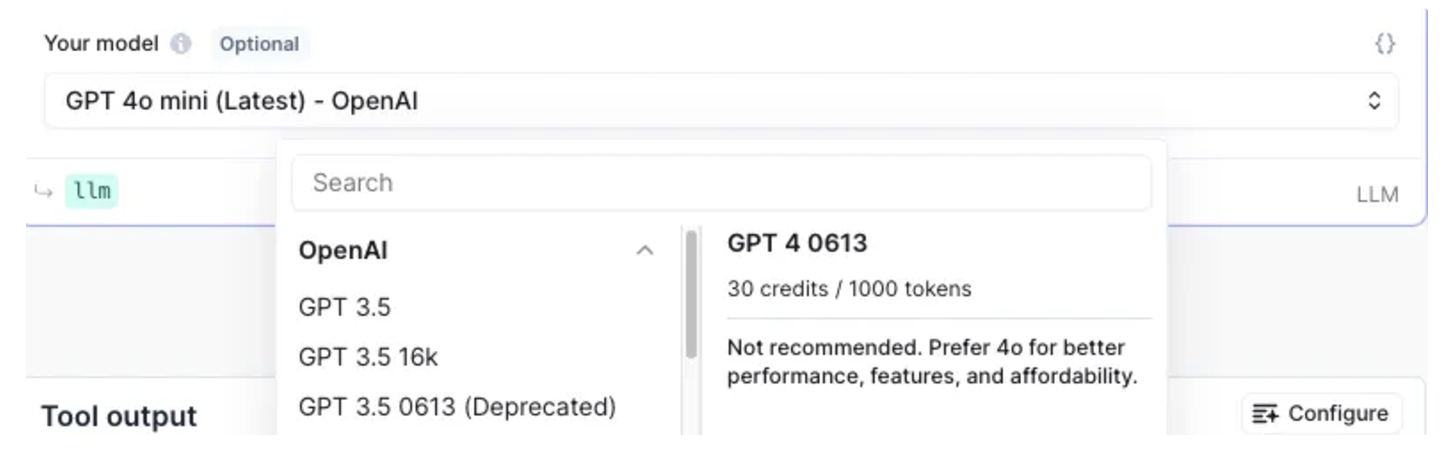 Your model Optional {}
GPT 4o mini (Latest) - OpenAI
Search
llm
LLM
OpenAI
GPT 3.5
GPT 3.5 16k
GPT 3.5 0613 (Deprecated)
GPT 4 0613
30 credits / 1000 tokens
Not recommended. Prefer 4o for better
performance, features, and affordability.
Tool output
Configure